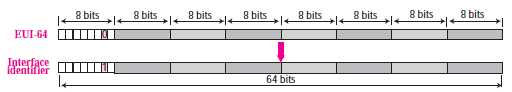 8 bits 8 bits 8 bits 8 bits 8 bits 8 bits 8 bits 8 bits
EUI-64 0
Interface
identifier 1
64 bits